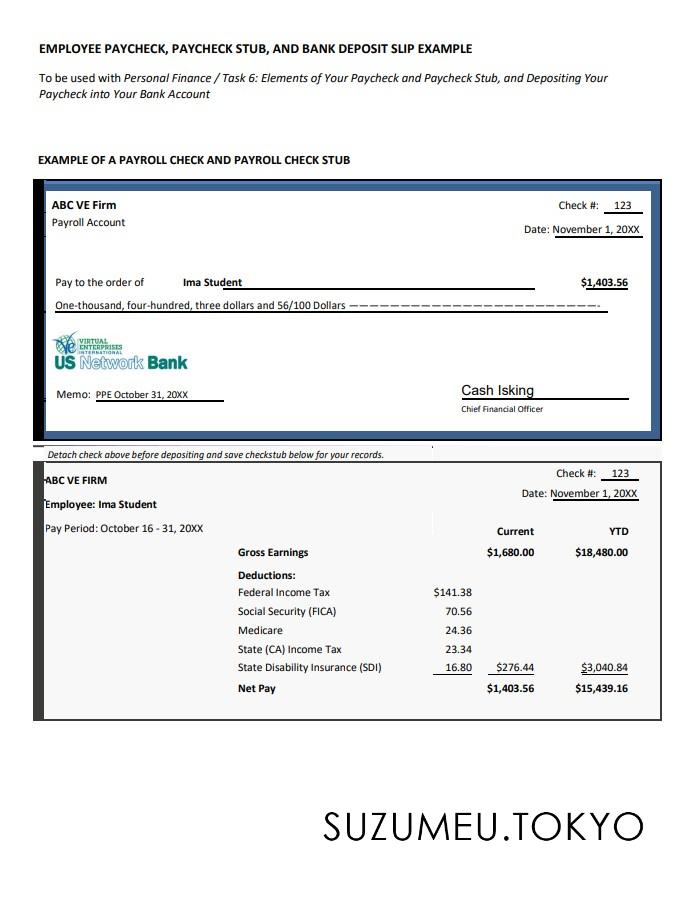 EMPLOYEE PAYCHECK, PAYCHECK STUB, AND BANK DEPOSIT SLIP EXAMPLE
To be used with Personal Finance / Task 6: Elements of Your Paycheck and Paycheck Stub, and Depositing Your
Paycheck into Your Bank Account
EXAMPLE OF A PAYROLL CHECK AND PAYROLL CHECK STUB
ABC VE Firm Check #: 123
Payroll Account
Date: November 1, 20XX
Pay to the order of Ima Student $1,403.56
One-thousand, four-hundred, three dollars and 56/100 Dollars —————————————————————————-
VIRTUAL
ENTERPRISES
INTERNATIONAL
US Network Bank
Memo: PPE October 31, 20XX Cash Isking
Chief Financial Officer
Detach check above before depositing and save checkstub below for your records.
Check #: 123
ABC VE FIRM
Date: November 1, 20XX
Employee: Ima Student
Pay Period: October 16 - 31, 20XX
Current YTD
Gross Earnings $1,680.00 $18,480.00
Deductions:
Federal Income Tax $141.38
Social Security (FICA) 70.56
Medicare 24.36
State (CA) Income Tax 23.34
State Disability Insurance (SDI) 16.80 $276.44 $3,040.84
Net Pay $1,403.56 $15,439.16
SUZUMEU.TOKYO